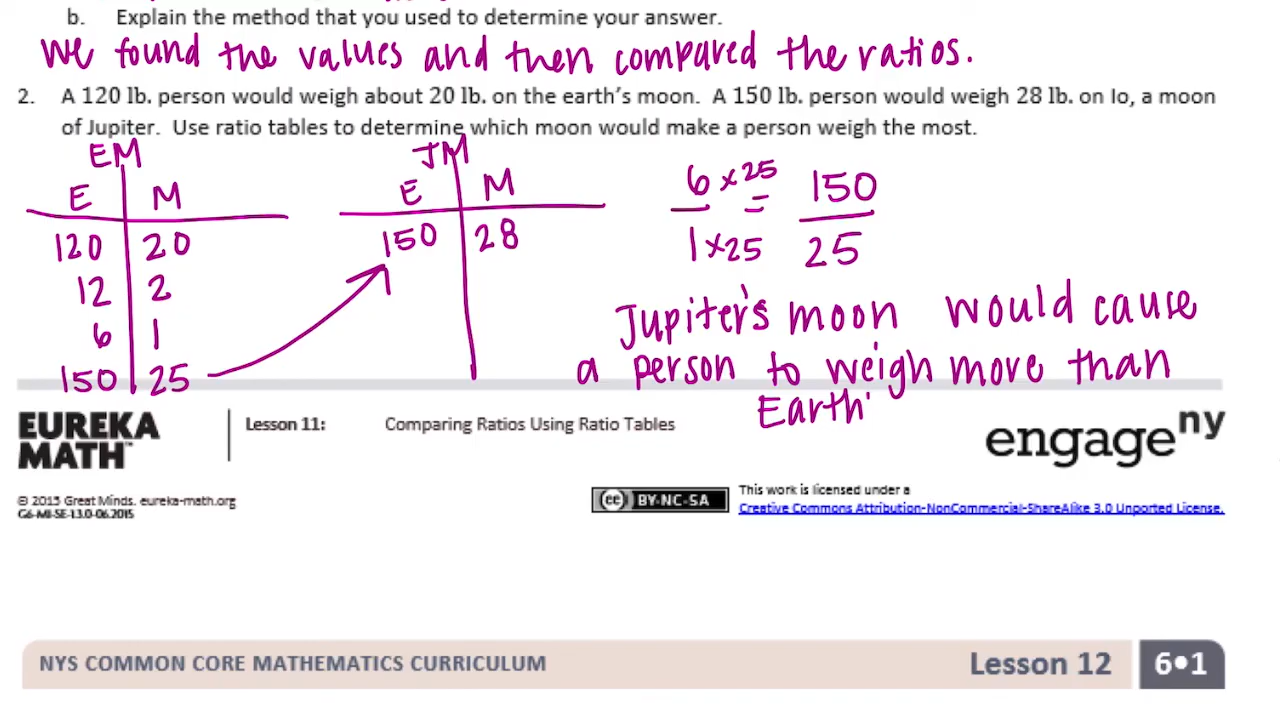 b. Explain the method that you used to determine your answer.
We found the values and then compared the ratios.
2. A 120 lb. person would weigh about 20 lb. on the earth's moon. A 150 lb. person would weigh 28 lb. on Io, a moon
of Jupiter. Use ratio tables to determine which moon would make a person weigh the most.
EM
E M
120 20
12 2
6 1
150 25
JM
E M
150 28
6 x 25 = 150
1 x 25 25
Jupiter's moon would cause
a person to weigh more than
Earth'
EUREKA
MATH™
Lesson 11: Comparing Ratios Using Ratio Tables
engage ny
© 2015 Great Minds. eureka-math.org
G6-M1-SE-1.3.0-06.2015
cc BY-NC-SA
This work is licensed under a
Creative Commons Attribution-NonCommercial-ShareAlike 3.0 Unported License.
NYS COMMON CORE MATHEMATICS CURRICULUM
Lesson 12 6•1